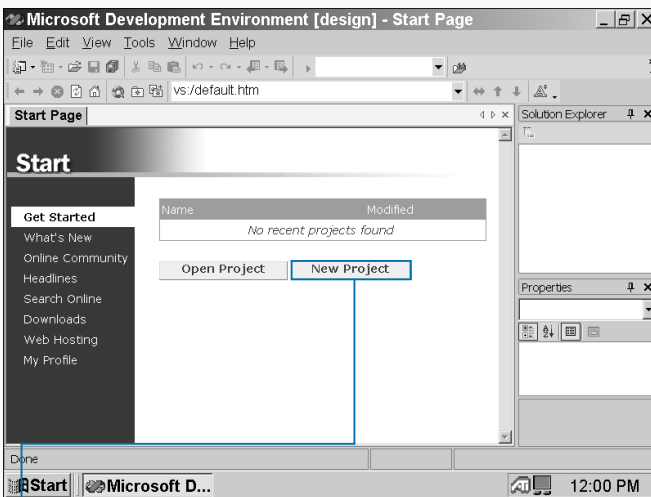 Microsoft Development Environment [design] - Start Page
File Edit View Tools Window Help
vs:/default.htm
Start Page
Solution Explorer
Start
Get Started
What's New
Online Community
Headlines
Search Online
Downloads
Web Hosting
My Profile
Name Modified
No recent projects found
Open Project New Project
Properties
Done
Start Microsoft D... 12:00 PM